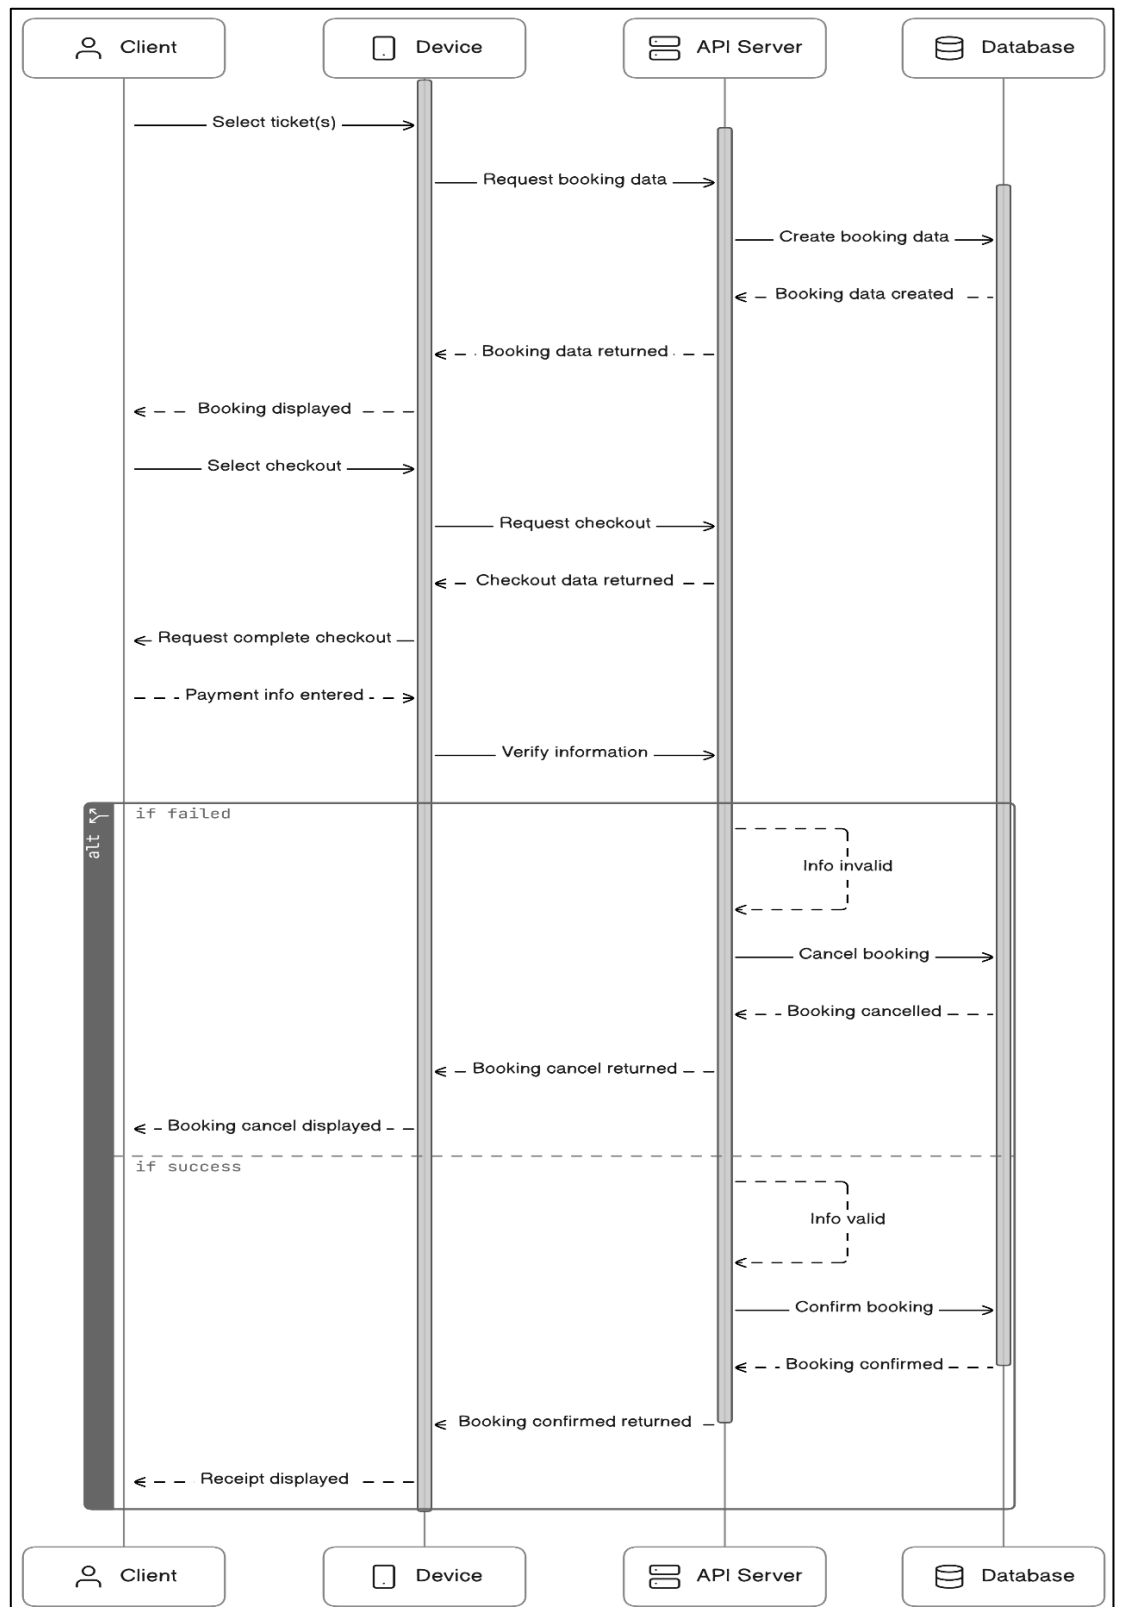 Client
Device
API Server
Database
Select ticket(s)
Request booking data
Create booking data
Booking data created
Booking data returned
Booking displayed
Select checkout
Request checkout
Checkout data returned
Request complete checkout
Payment info entered
Verify information
alt
if failed
Info invalid
Cancel booking
Booking cancelled
Booking cancel returned
Booking cancel displayed
if success
Info valid
Confirm booking
Booking confirmed
Booking confirmed returned
Receipt displayed
Client
Device
API Server
Database